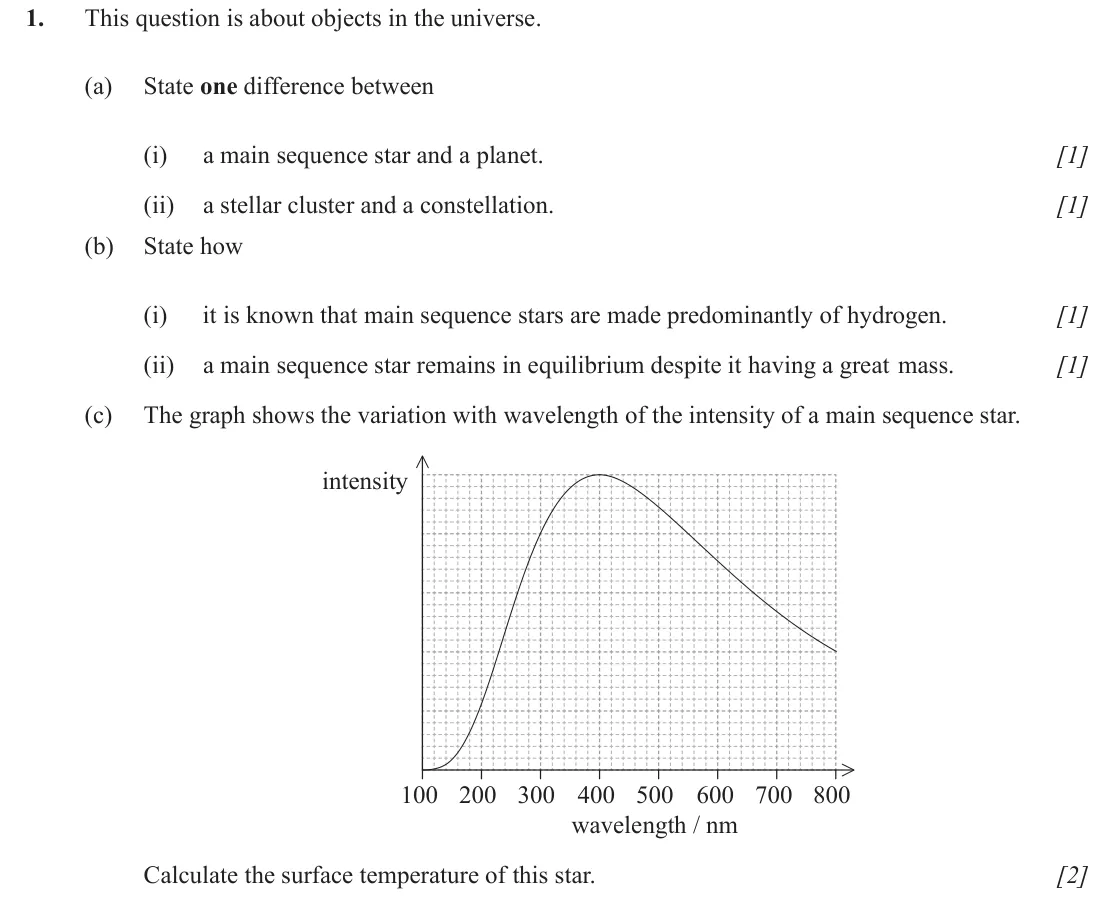 1. This question is about objects in the universe.
(a) State one difference between
(i) a main sequence star and a planet. [1]
(ii) a stellar cluster and a constellation. [1]
(b) State how
(i) it is known that main sequence stars are made predominantly of hydrogen. [1]
(ii) a main sequence star remains in equilibrium despite it having a great mass. [1]
(c) The graph shows the variation with wavelength of the intensity of a main sequence star.
intensity
100 200 300 400 500 600 700 800
wavelength / nm
Calculate the surface temperature of this star. [2]